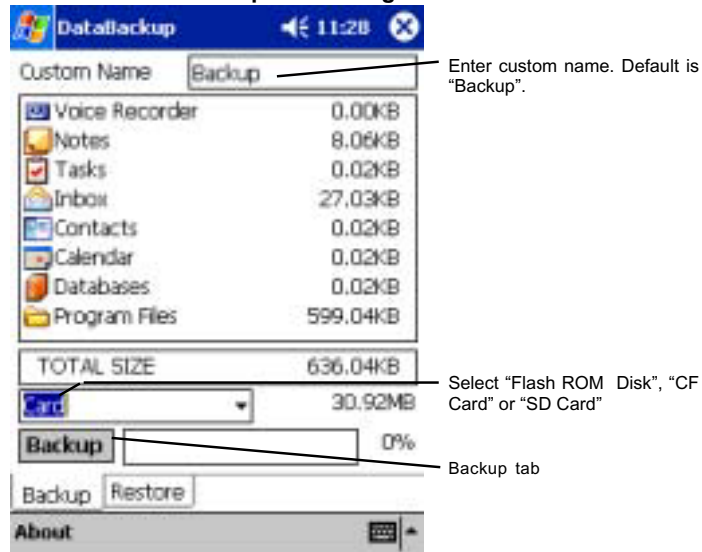 DataBackup 11:28
Custom Name Backup
Enter custom name. Default is
“Backup”.
Voice Recorder 0.00KB
Notes 8.06KB
Tasks 0.02KB
Inbox 27.03KB
Contacts 0.02KB
Calendar 0.02KB
Databases 0.02KB
Program Files 599.04KB
TOTAL SIZE 636.04KB
Card 30.92MB
Select “Flash ROM Disk”, “CF
Card” or “SD Card”
Backup 0%
Backup tab
Backup Restore
About